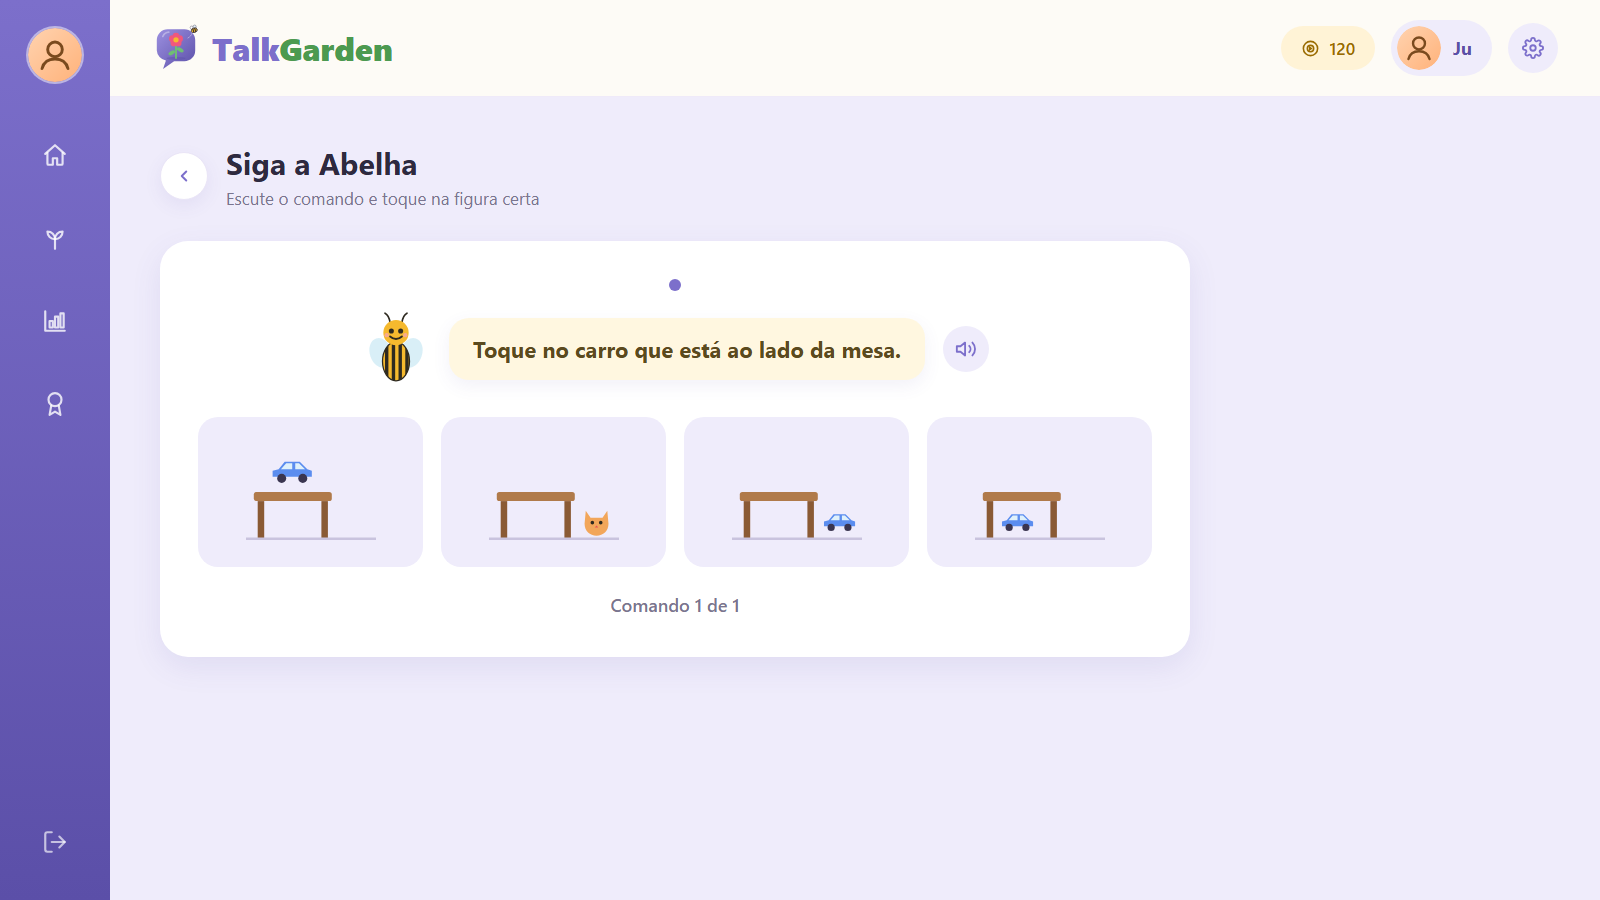 TalkGarden
120
Ju
Siga a Abelha
Escute o comando e toque na figura certa
Toque no carro que está ao lado da mesa.
Comando 1 de 1